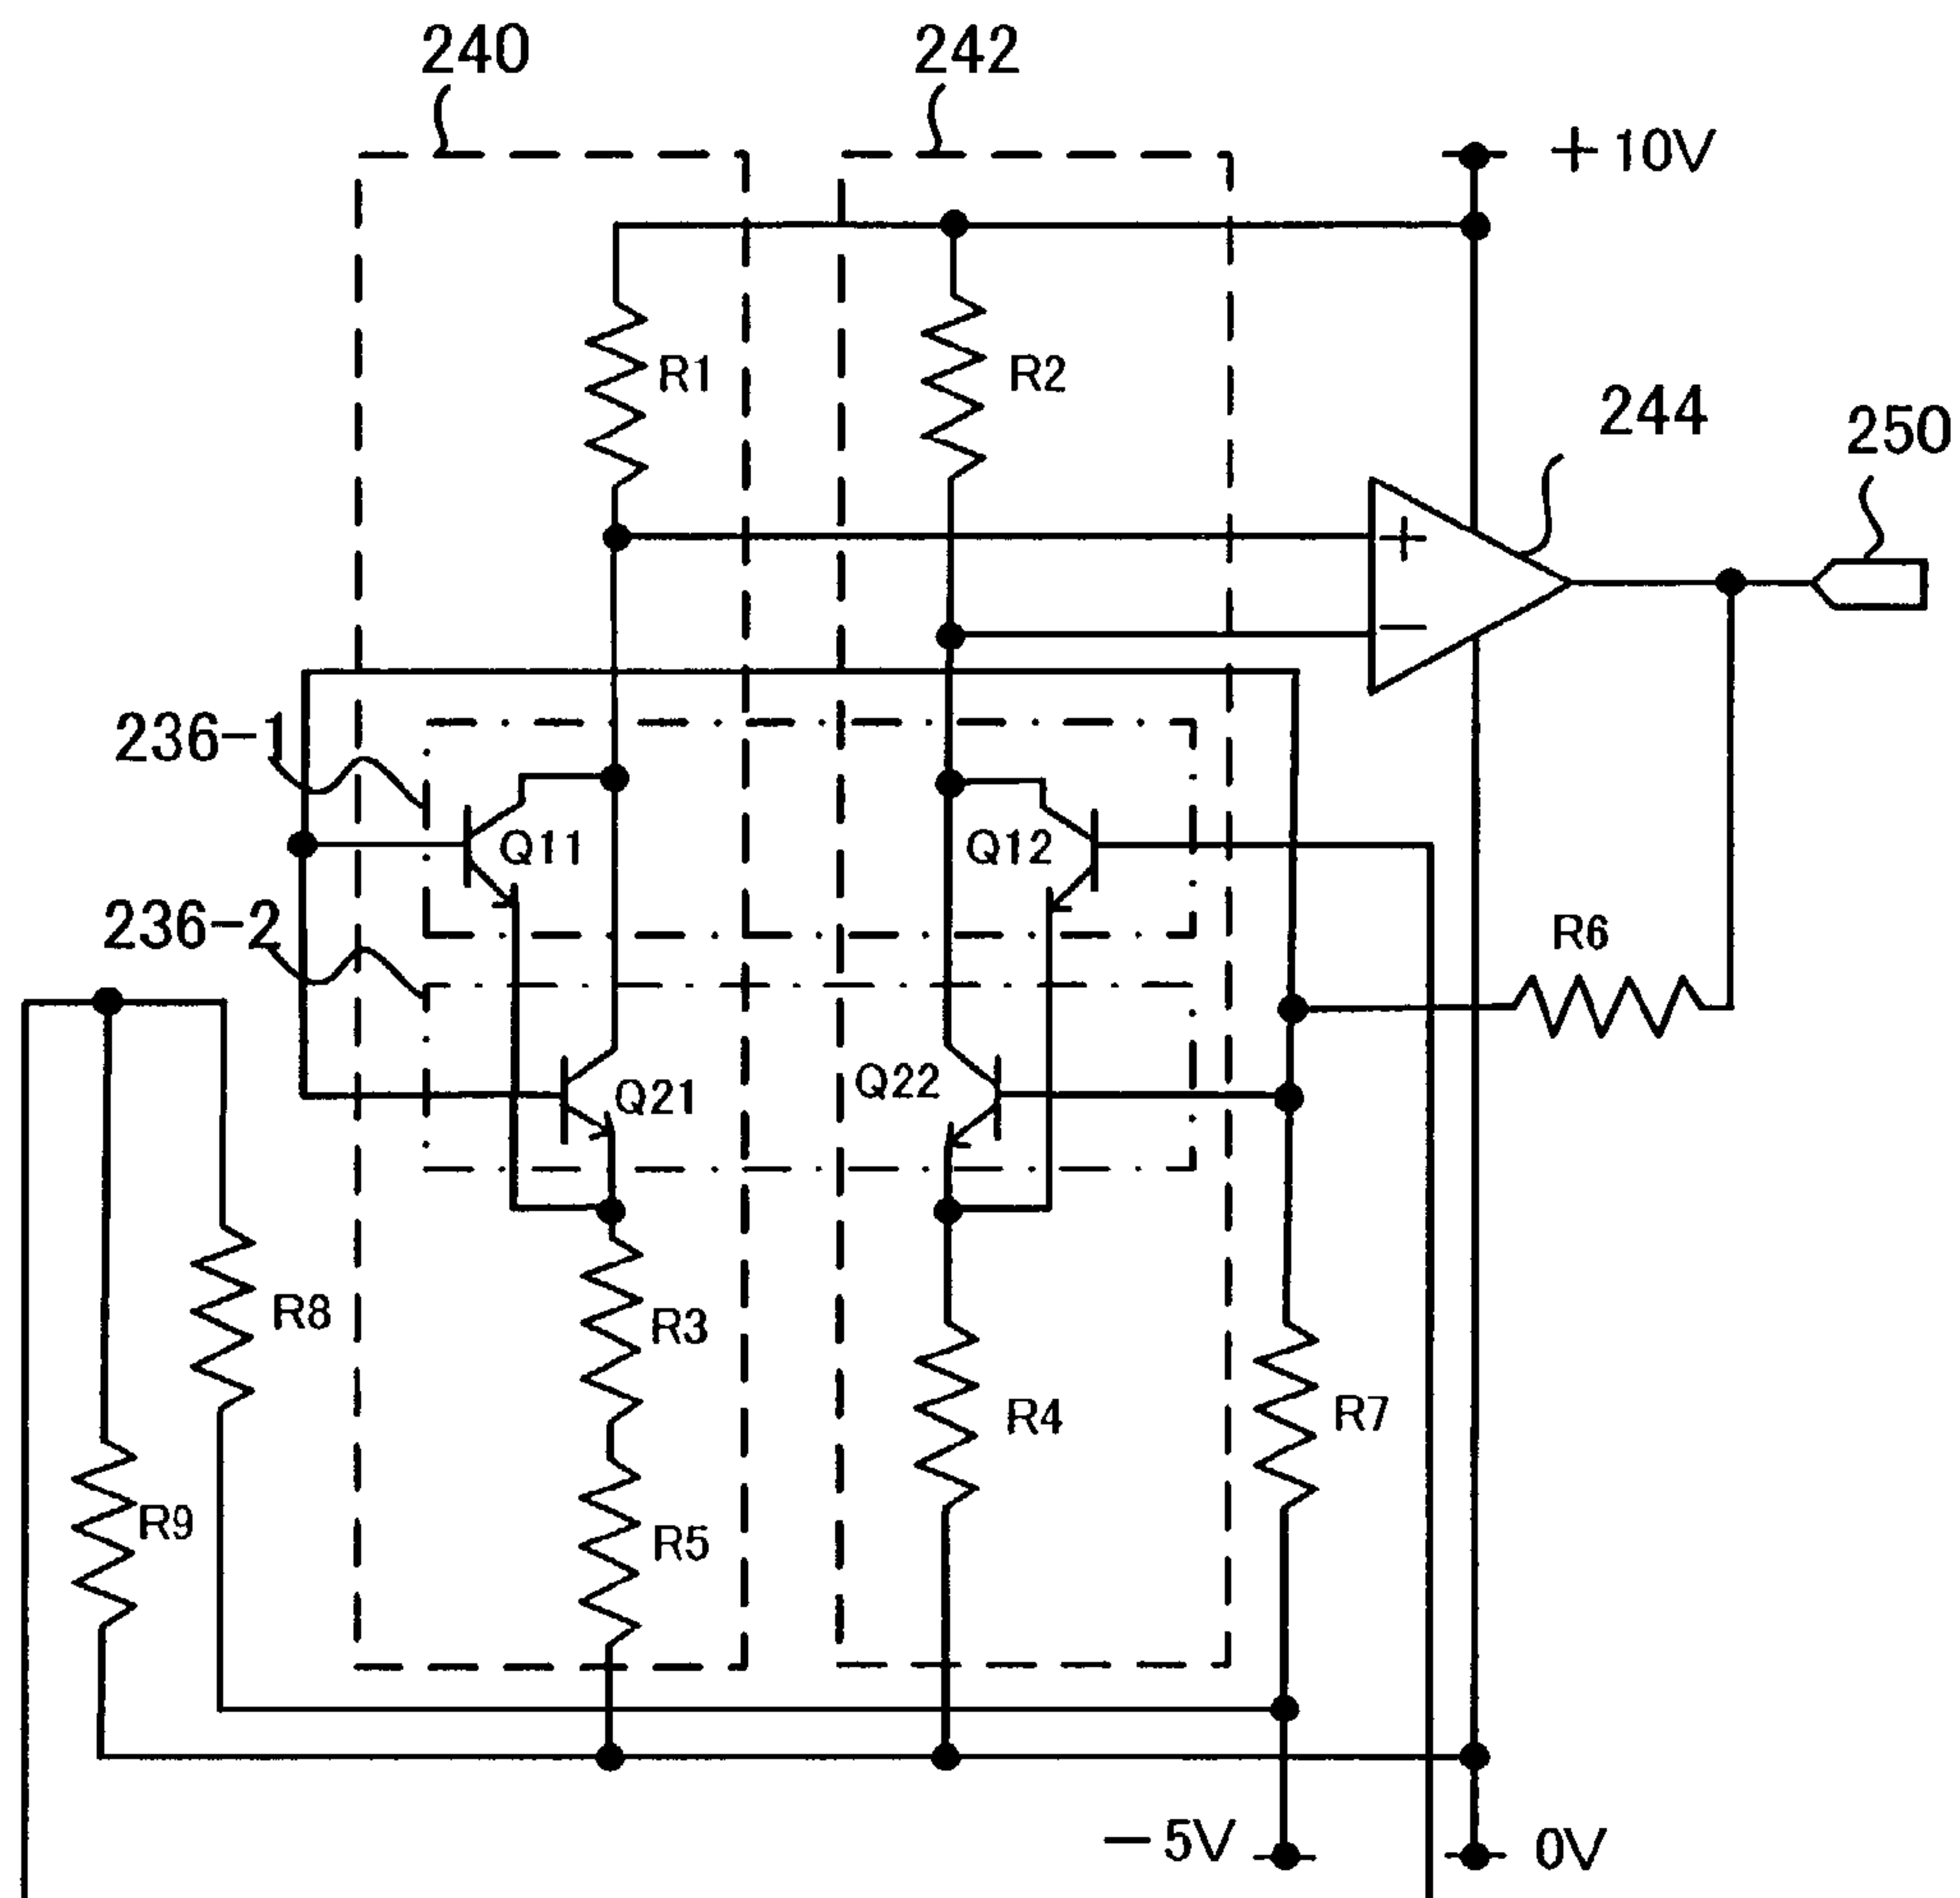 240
242
+10V
R1
R2
244
250
+
−
236-1
Q11
Q12
236-2
R6
Q21
Q22
R8
R3
R4
R7
R9
R5
−5V
0V